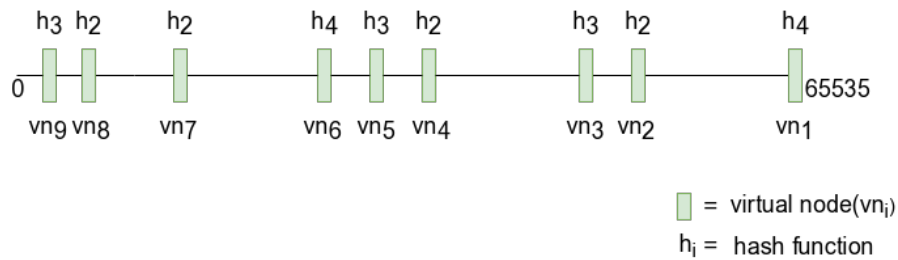 h3 h2 h2 h4 h3 h2 h3 h2 h4
0 65535
vn9 vn8 vn7 vn6 vn5 vn4 vn3 vn2 vn1
= virtual node(vni)
hi = hash function